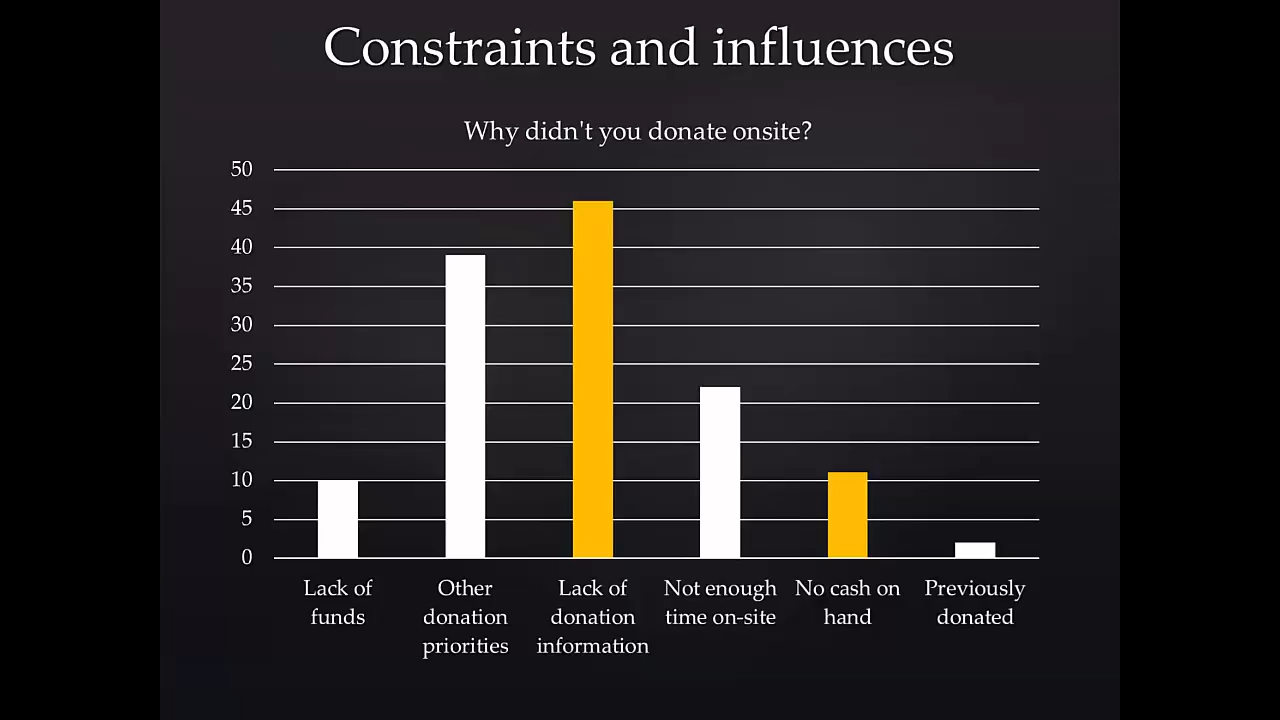 Constraints and influences
Why didn't you donate onsite?
50
45
40
35
30
25
20
15
10
5
0
Lack of
funds
Other
donation
priorities
Lack of
donation
information
Not enough
time on-site
No cash on
hand
Previously
donated